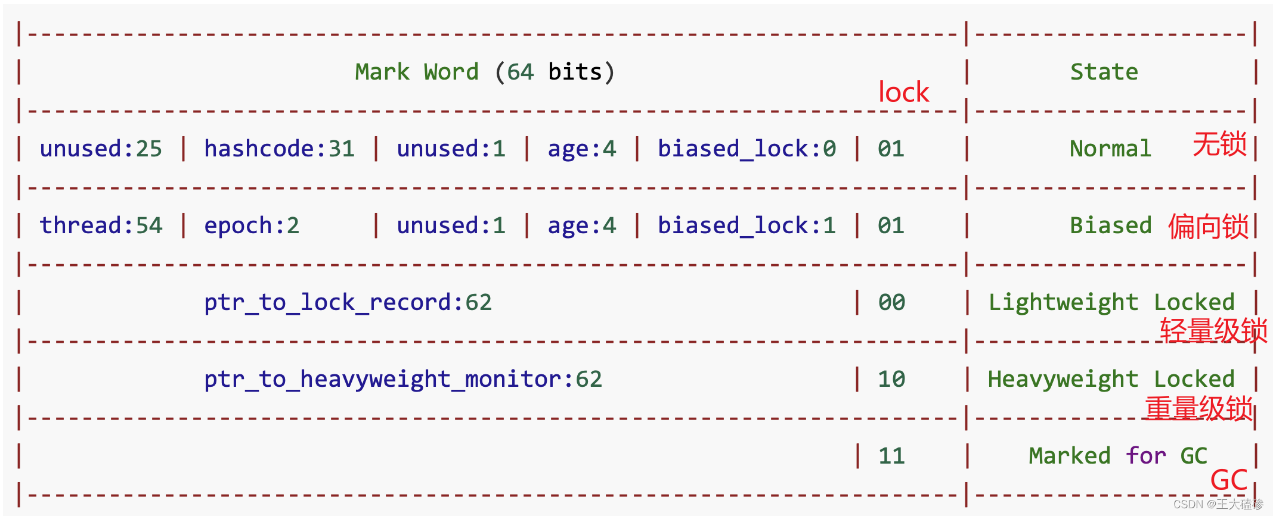 |--------------------------------------------------------------------|--------------------|
| Mark Word (64 bits) | State |
lock
|--------------------------------------------------------------------|--------------------|
| unused:25 | hashcode:31 | unused:1 | age:4 | biased_lock:0 | 01 | Normal 无锁 |
|--------------------------------------------------------------------|--------------------|
| thread:54 | epoch:2 | unused:1 | age:4 | biased_lock:1 | 01 | Biased 偏向锁 |
|--------------------------------------------------------------------|--------------------|
| ptr_to_lock_record:62 | 00 | Lightweight Locked |
轻量级锁
|--------------------------------------------------------------------|--------------------|
| ptr_to_heavyweight_monitor:62 | 10 | Heavyweight Locked |
重量级锁
|--------------------------------------------------------------------|--------------------|
| | 11 | Marked for GC |
GC
|--------------------------------------------------------------------|--------------------|
CSDN @王大磕嗲